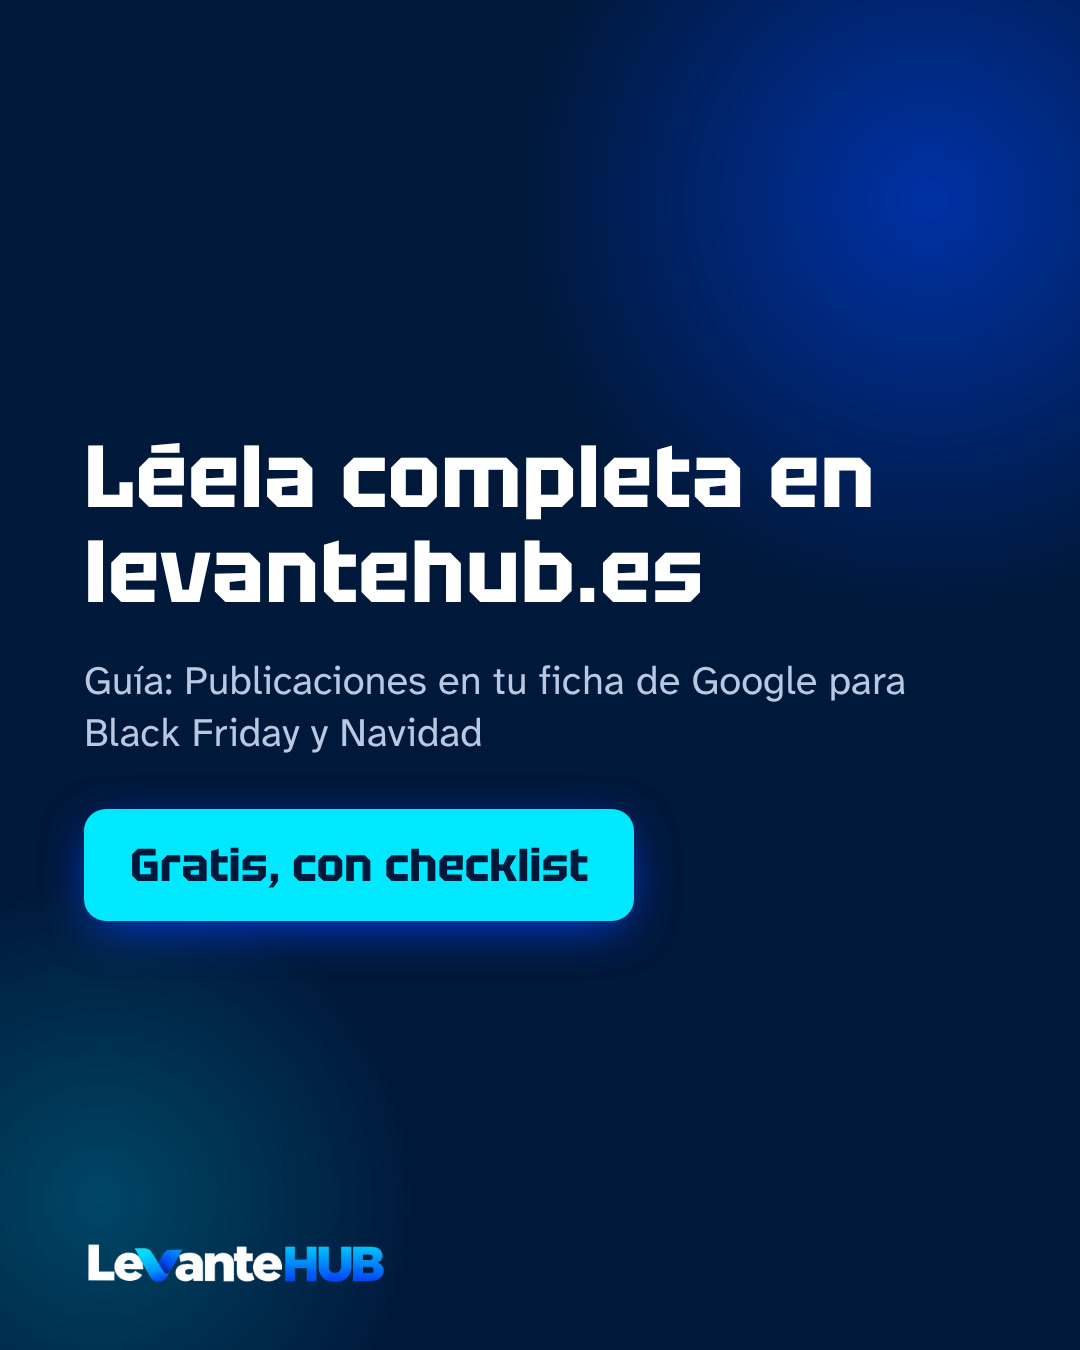 Léela completa en
levantehub.es
Guía: Publicaciones en tu ficha de Google para
Black Friday y Navidad
Gratis, con checklist
LevanteHUB